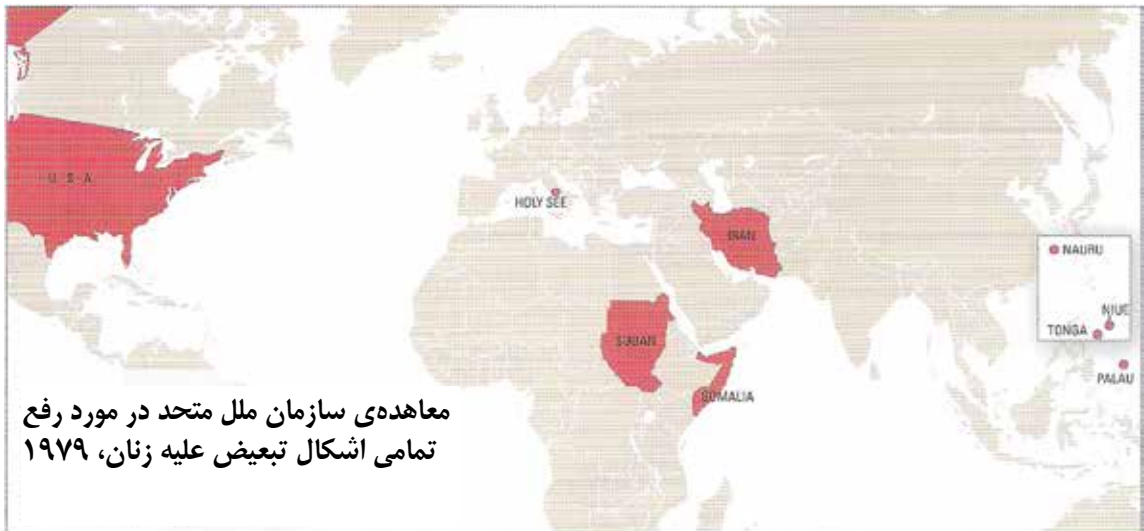 U.S.A
HOLY SEE
IRAN
NAURU
NIUE
TONGA
SUDAN
PALAU
SOMALIA
معاهده‌ی سازمان ملل متحد در مورد رفع
تمامی اشکال تبعیض علیه زنان، ۱۹۷۹